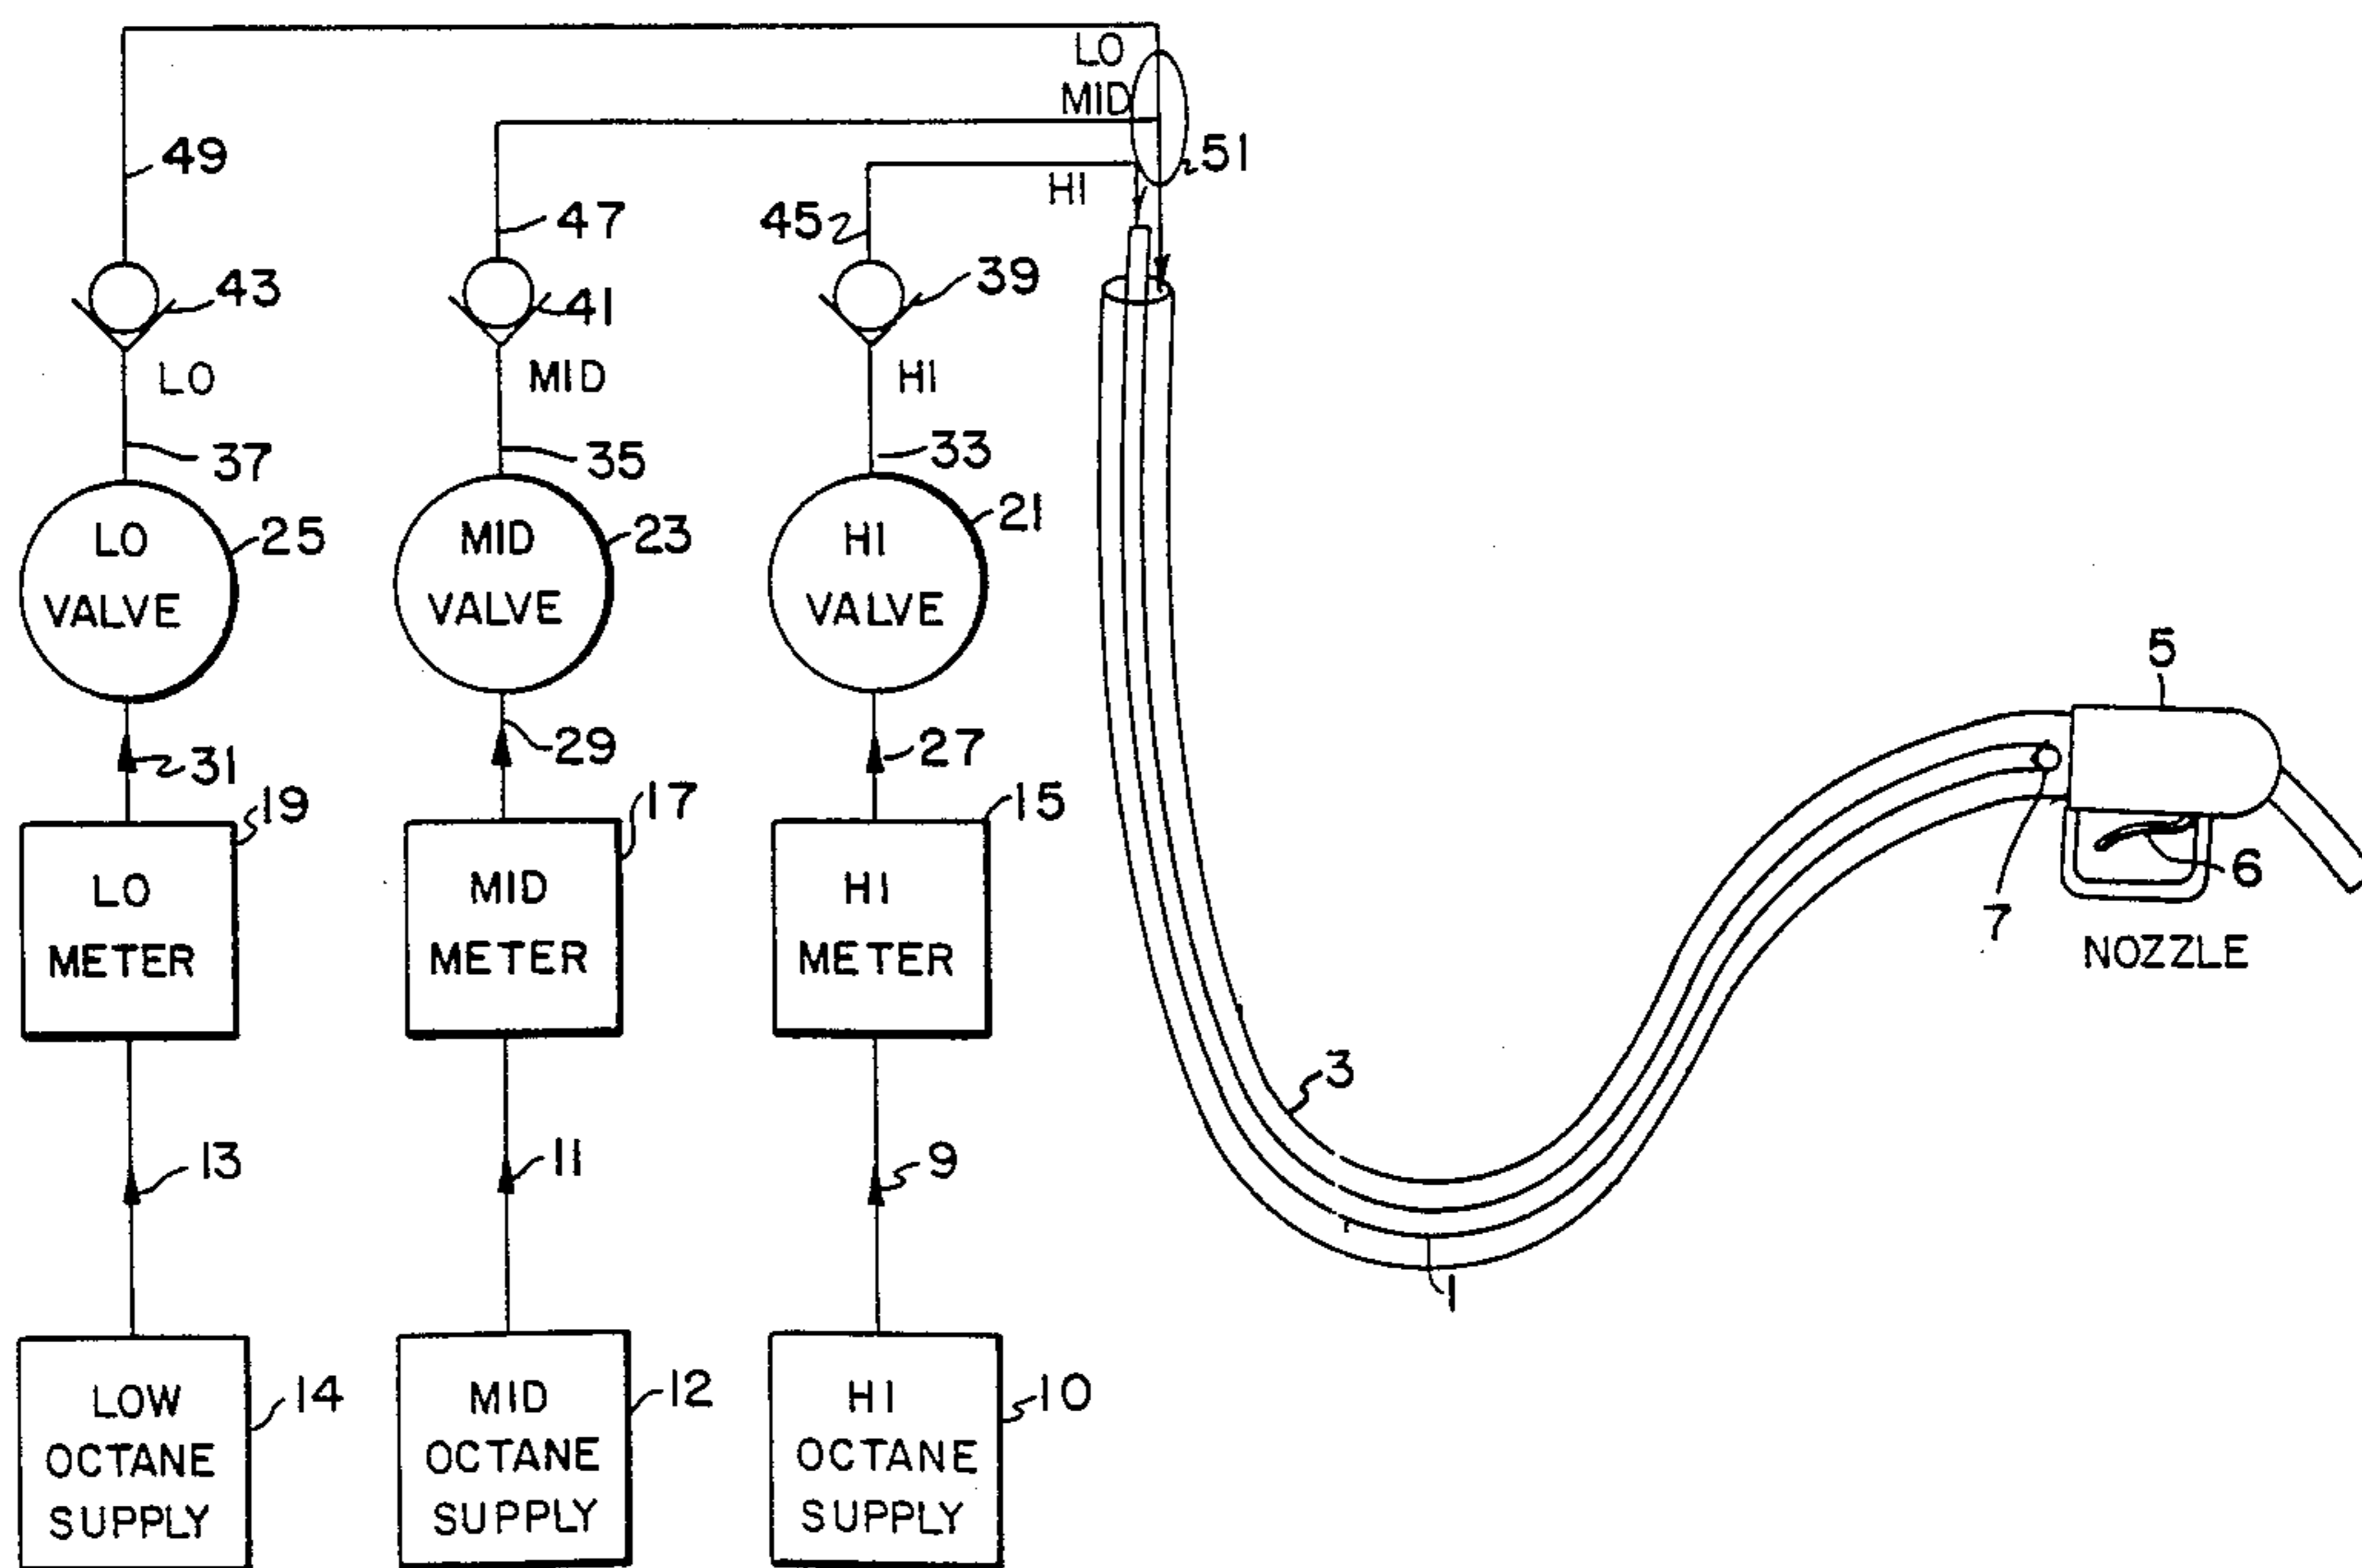 LO
MID
HI
51
49
47
45
43
41
39
LO
MID
HI
37
35
33
LO
VALVE
25
MID
VALVE
23
HI
VALVE
21
31
29
27
19
17
15
LO
METER
MID
METER
HI
METER
5
6
7
NOZZLE
3
1
13
11
9
LOW
OCTANE
SUPPLY
14
MID
OCTANE
SUPPLY
12
HI
OCTANE
SUPPLY
10